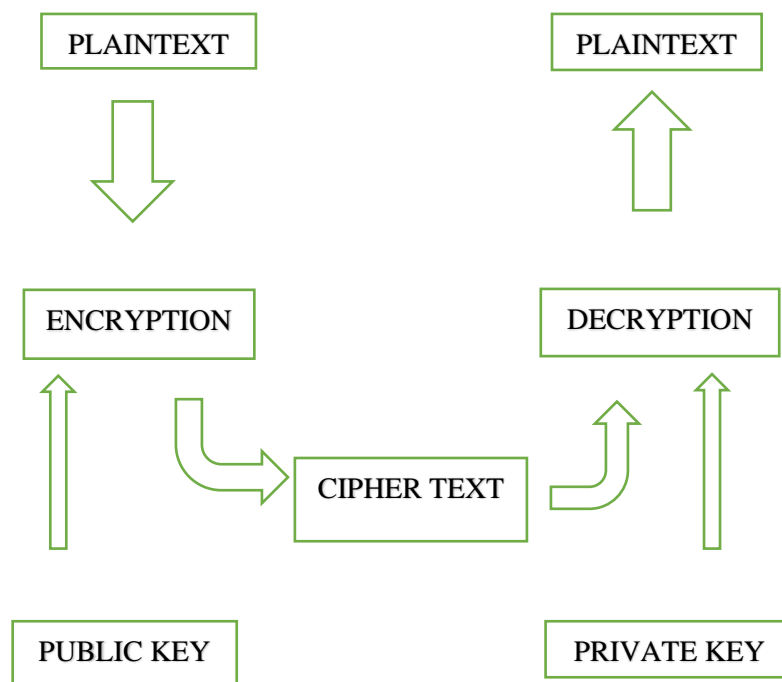 PLAINTEXT
PLAINTEXT
ENCRYPTION
DECRYPTION
CIPHER TEXT
PUBLIC KEY
PRIVATE KEY